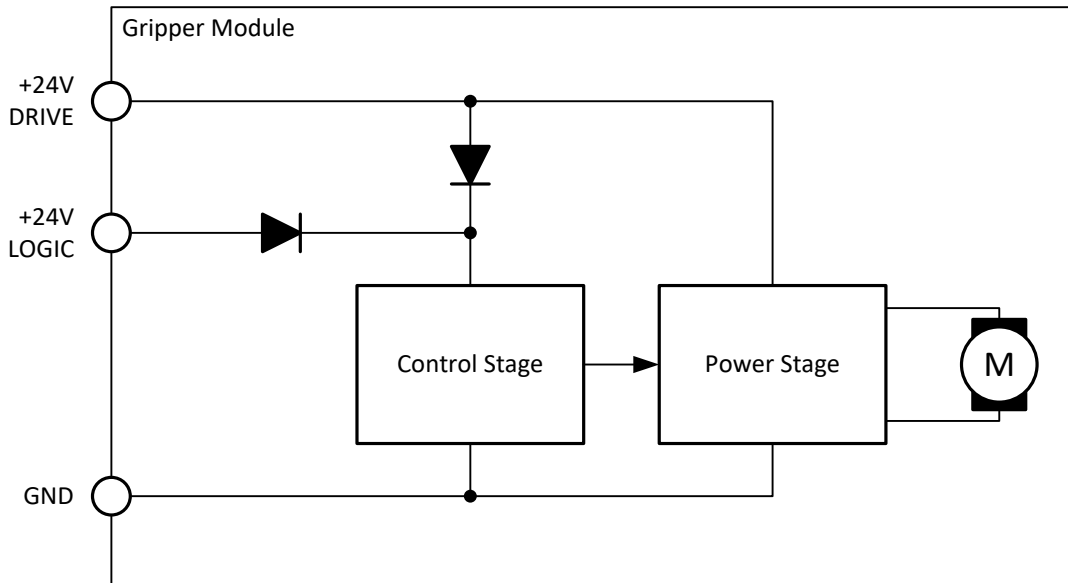 Gripper Module
+24V
DRIVE
+24V
LOGIC
Control Stage
Power Stage
M
GND